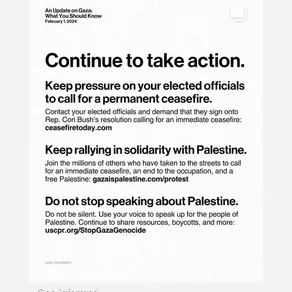 An Update on Gaza:
What You Should Know
February 1, 2024
Continue to take action.
Keep pressure on your elected officials
to call for a permanent ceasefire.
Contact your elected officials and demand that they sign onto
Rep. Cori Bush's resolution calling for an immediate ceasefire:
ceasefiretoday.com
Keep rallying in solidarity with Palestine.
Join the millions of others who have taken to the streets to call
for an immediate ceasefire, an end to the occupation, and a
free Palestine: gazaispalestine.com/protest
Do not stop speaking about Palestine.
Do not be silent. Use your voice to speak up for the people of
Palestine. Continue to share resources, boycotts, and more:
uscpr.org/StopGazaGenocide